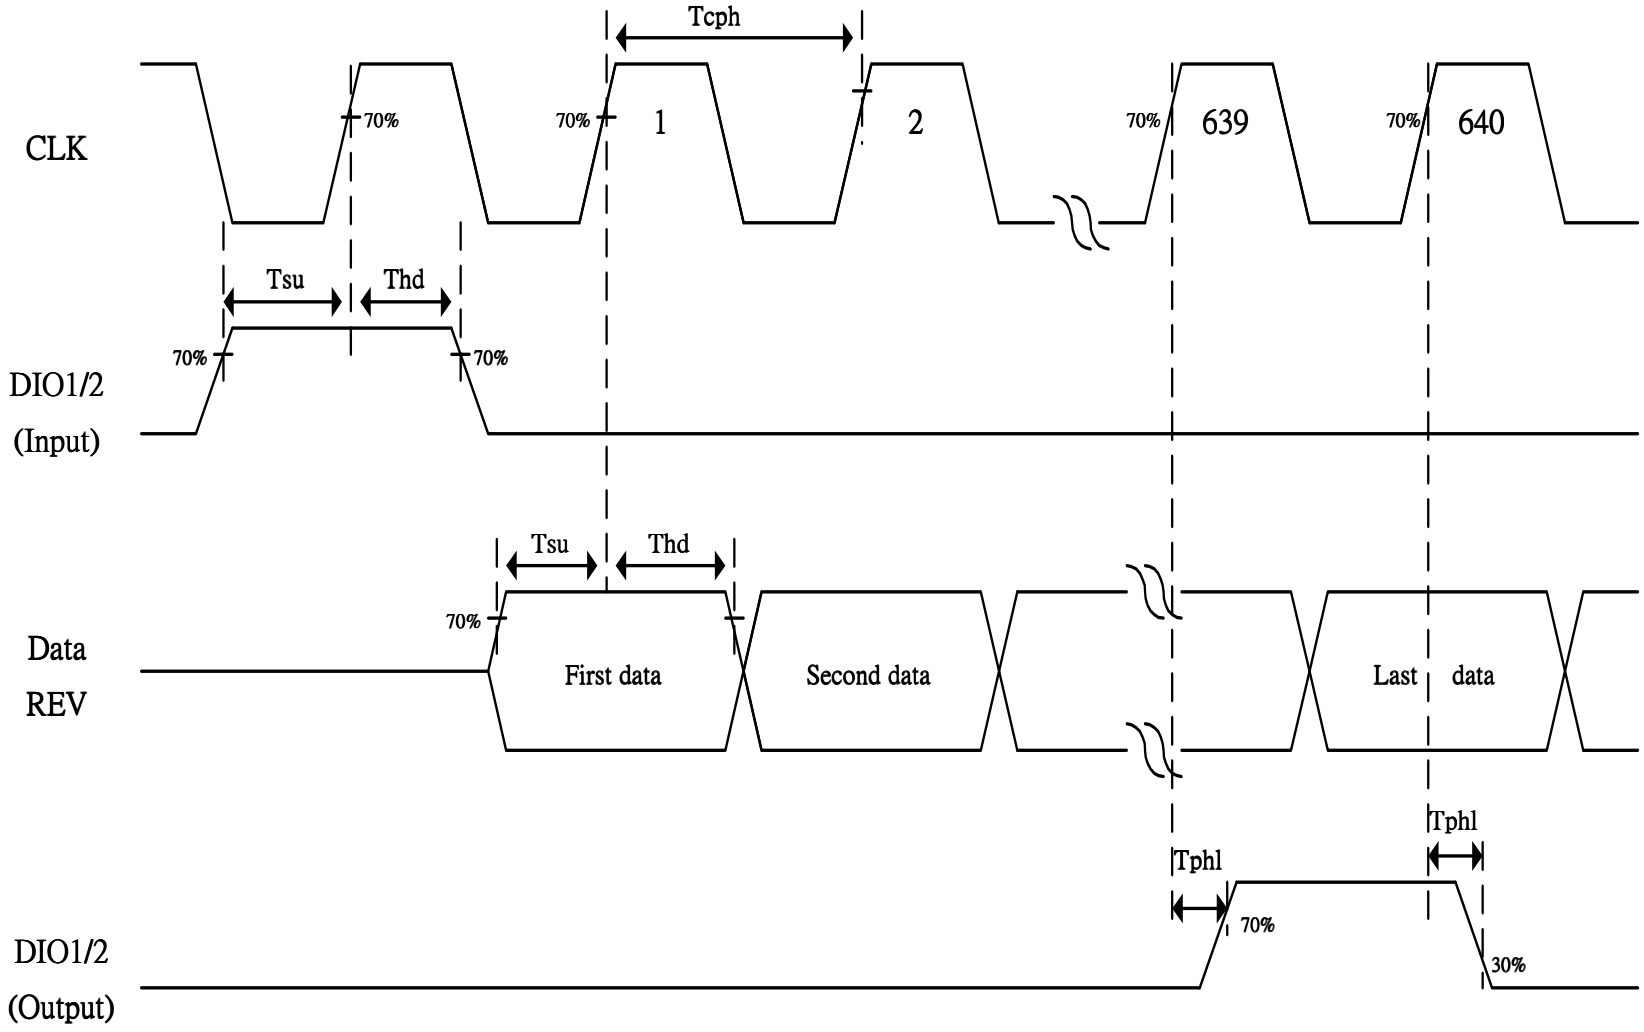 Tcph
CLK
70%
70%
1
2
70%
639
70%
640
Tsu
Thd
70%
70%
DIO1/2
(Input)
Tsu
Thd
70%
Data
REV
First data
Second data
Last data
Tphl
Tphl
70%
DIO1/2
(Output)
30%